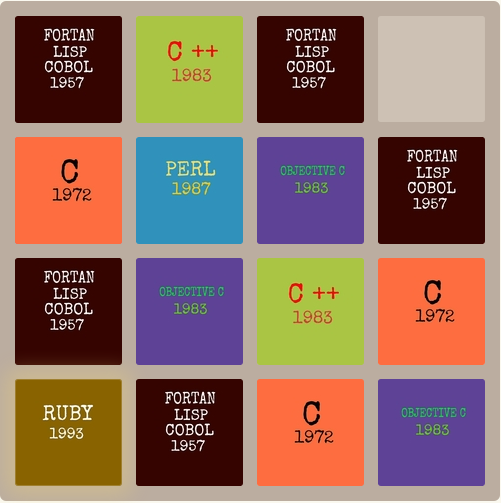 FORTAN
LISP
COBOL
1957
C ++
1983
FORTAN
LISP
COBOL
1957
C
1972
PERL
1987
OBJECTIVE C
1983
FORTAN
LISP
COBOL
1957
FORTAN
LISP
COBOL
1957
OBJECTIVE C
1983
C ++
1983
C
1972
RUBY
1993
FORTAN
LISP
COBOL
1957
C
1972
OBJECTIVE C
1983